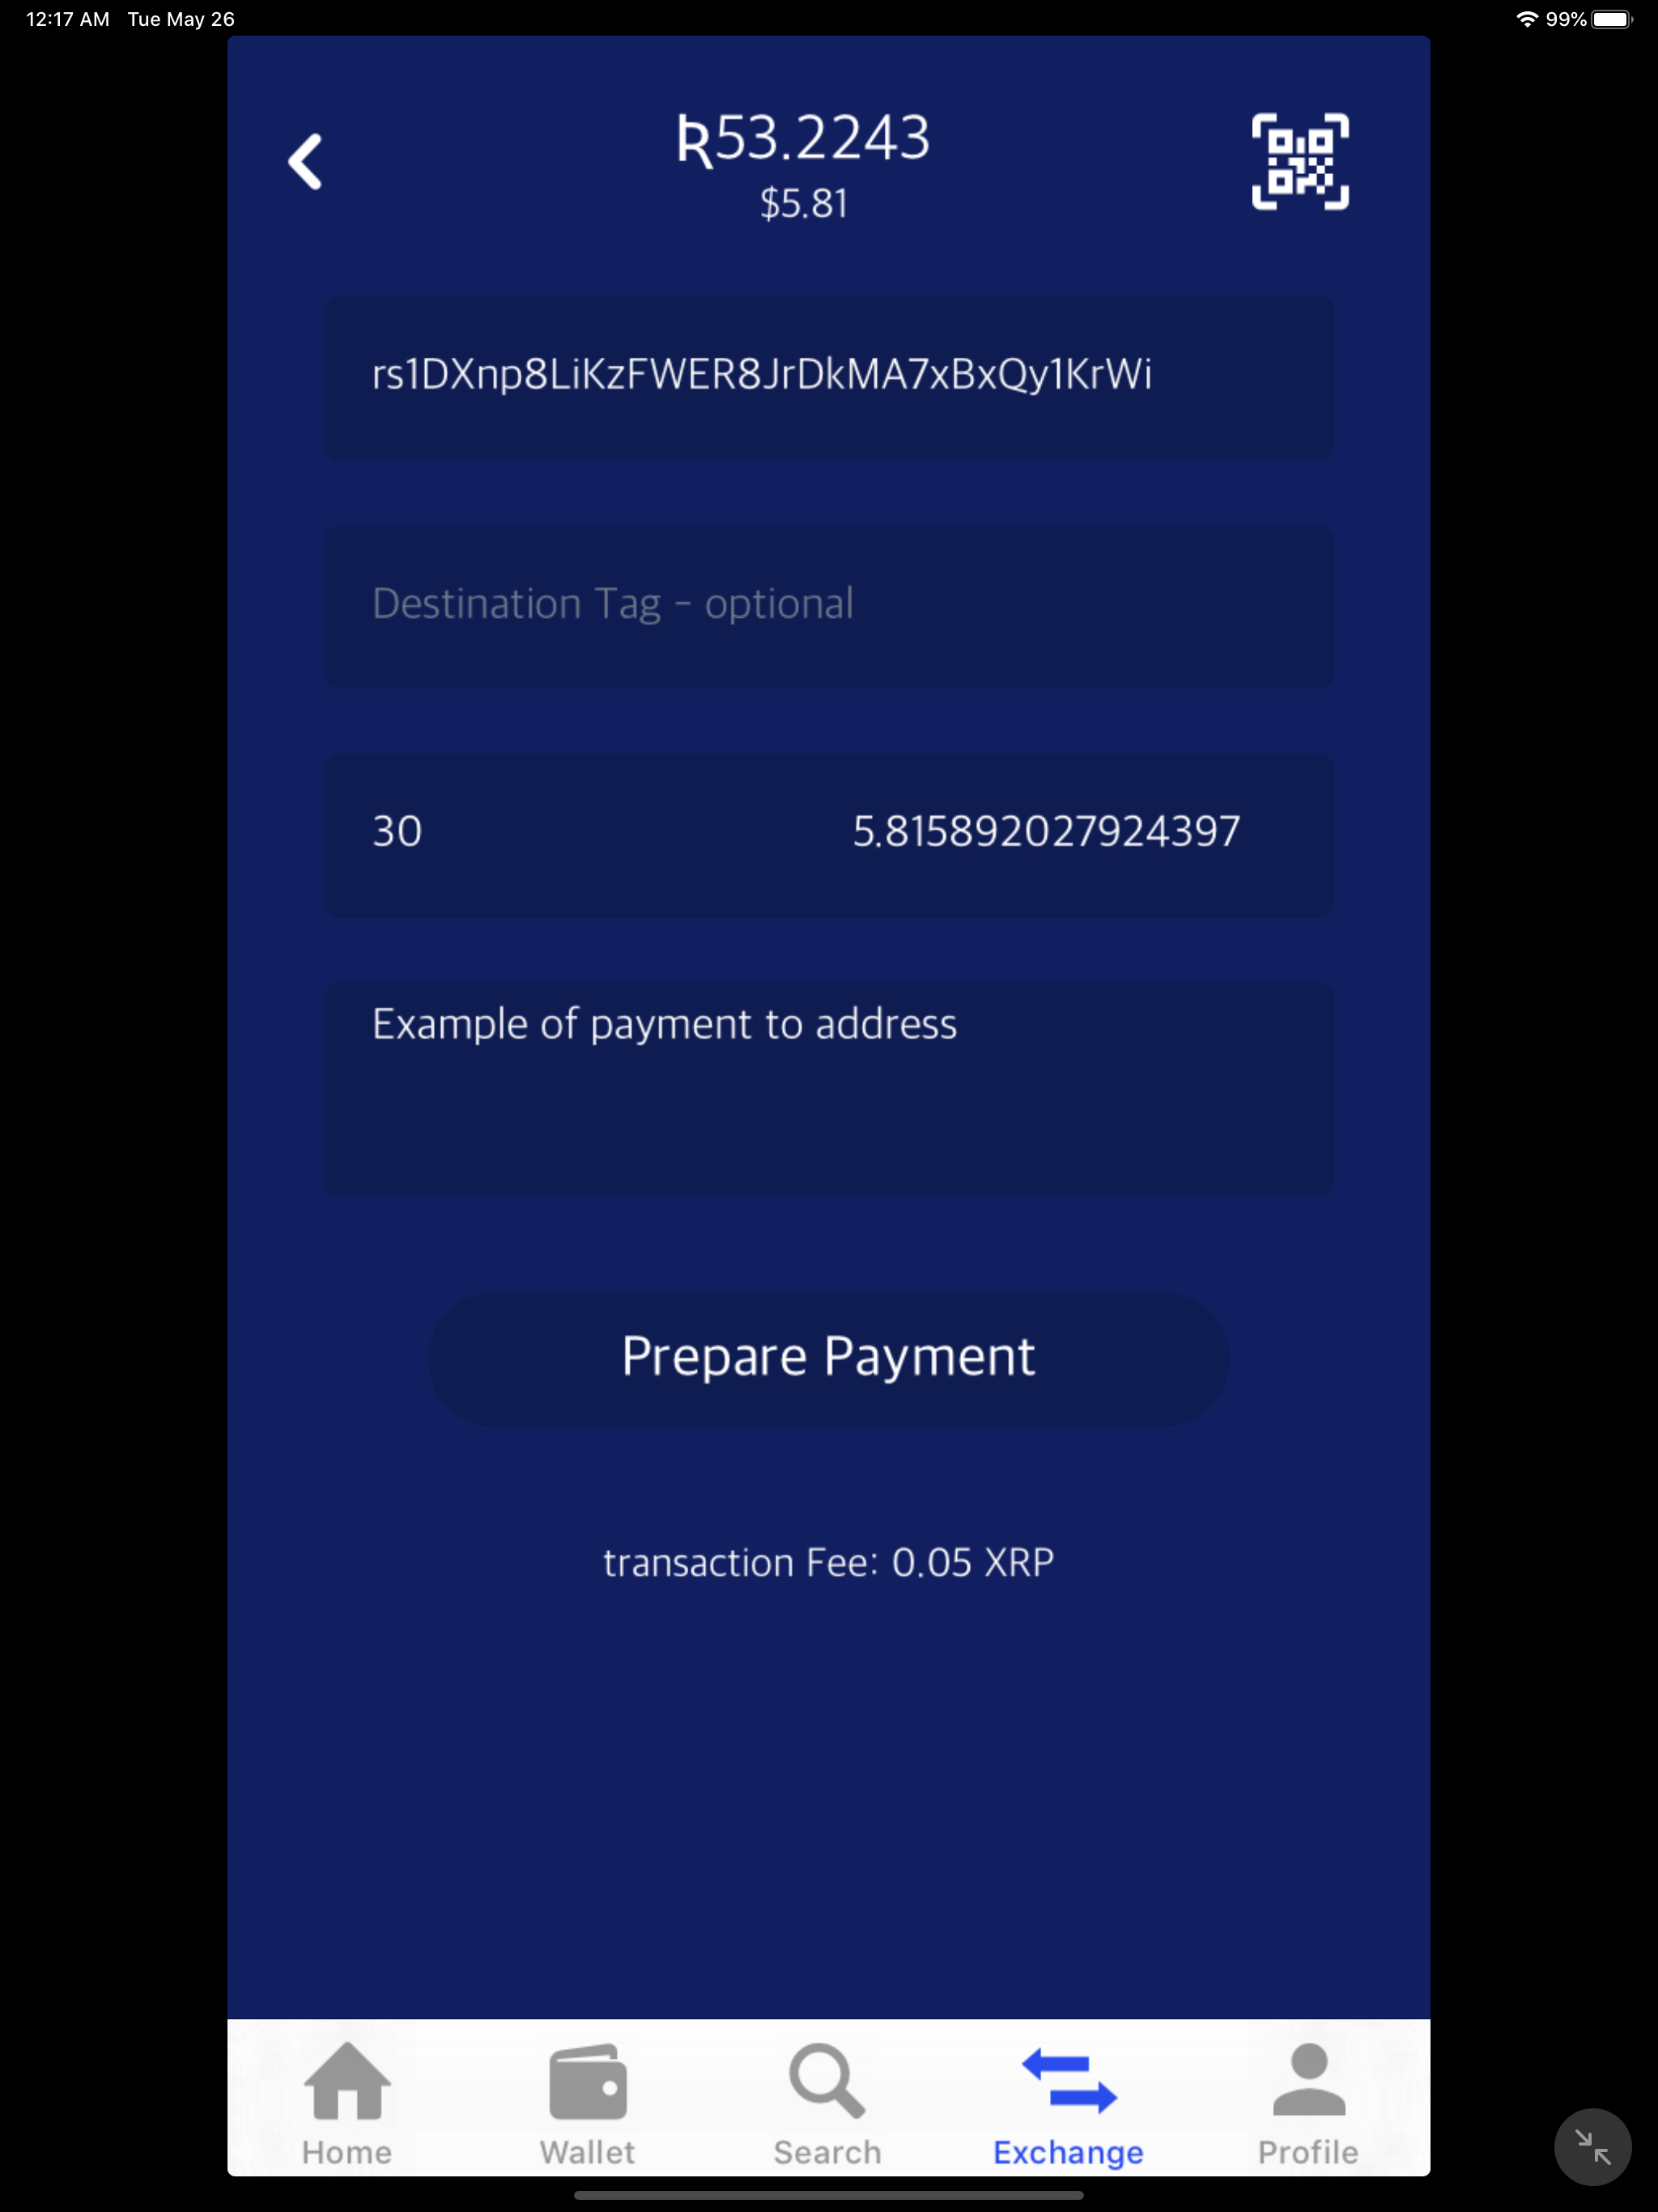 12:17 AM Tue May 26 99%
R53.2243
$5.81
rs1DXnp8LiKzFWER8JrDkMA7xBxQy1KrWi
Destination Tag - optional
30 5.815892027924397
Example of payment to address
Prepare Payment
transaction Fee: 0.05 XRP
Home Wallet Search Exchange Profile